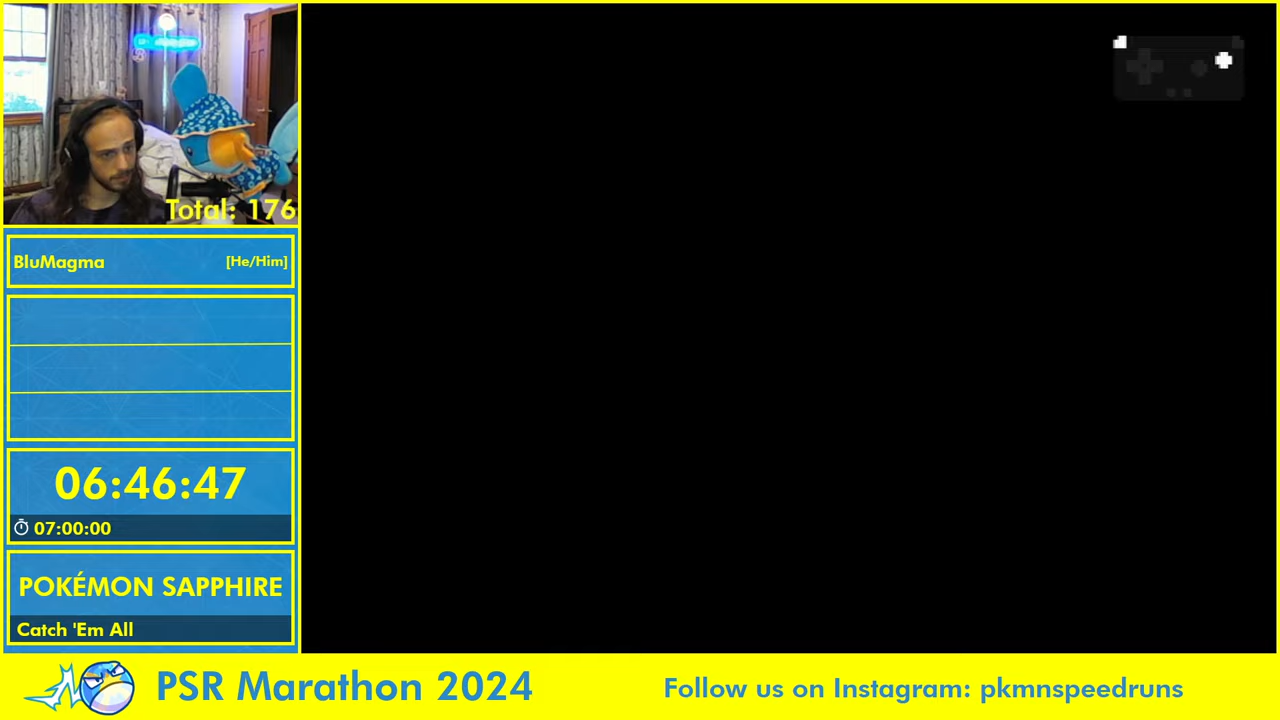 Total: 176
BluMagma [He/Him]
06:46:47
07:00:00
POKÉMON SAPPHIRE
Catch 'Em All
PSR Marathon 2024
Follow us on Instagram: pkmnspeedruns